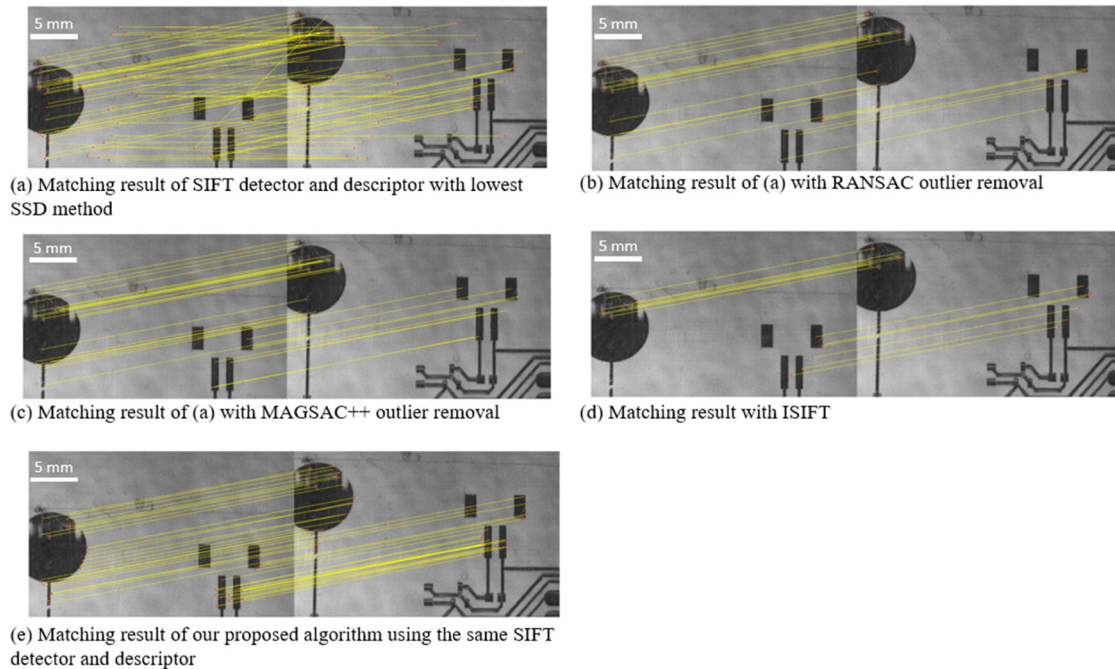 5 mm
5 mm
(a) Matching result of SIFT detector and descriptor with lowest
SSD method
(b) Matching result of (a) with RANSAC outlier removal
5 mm
5 mm
(c) Matching result of (a) with MAGSAC++ outlier removal
(d) Matching result with ISIFT
5 mm
(e) Matching result of our proposed algorithm using the same SIFT
detector and descriptor